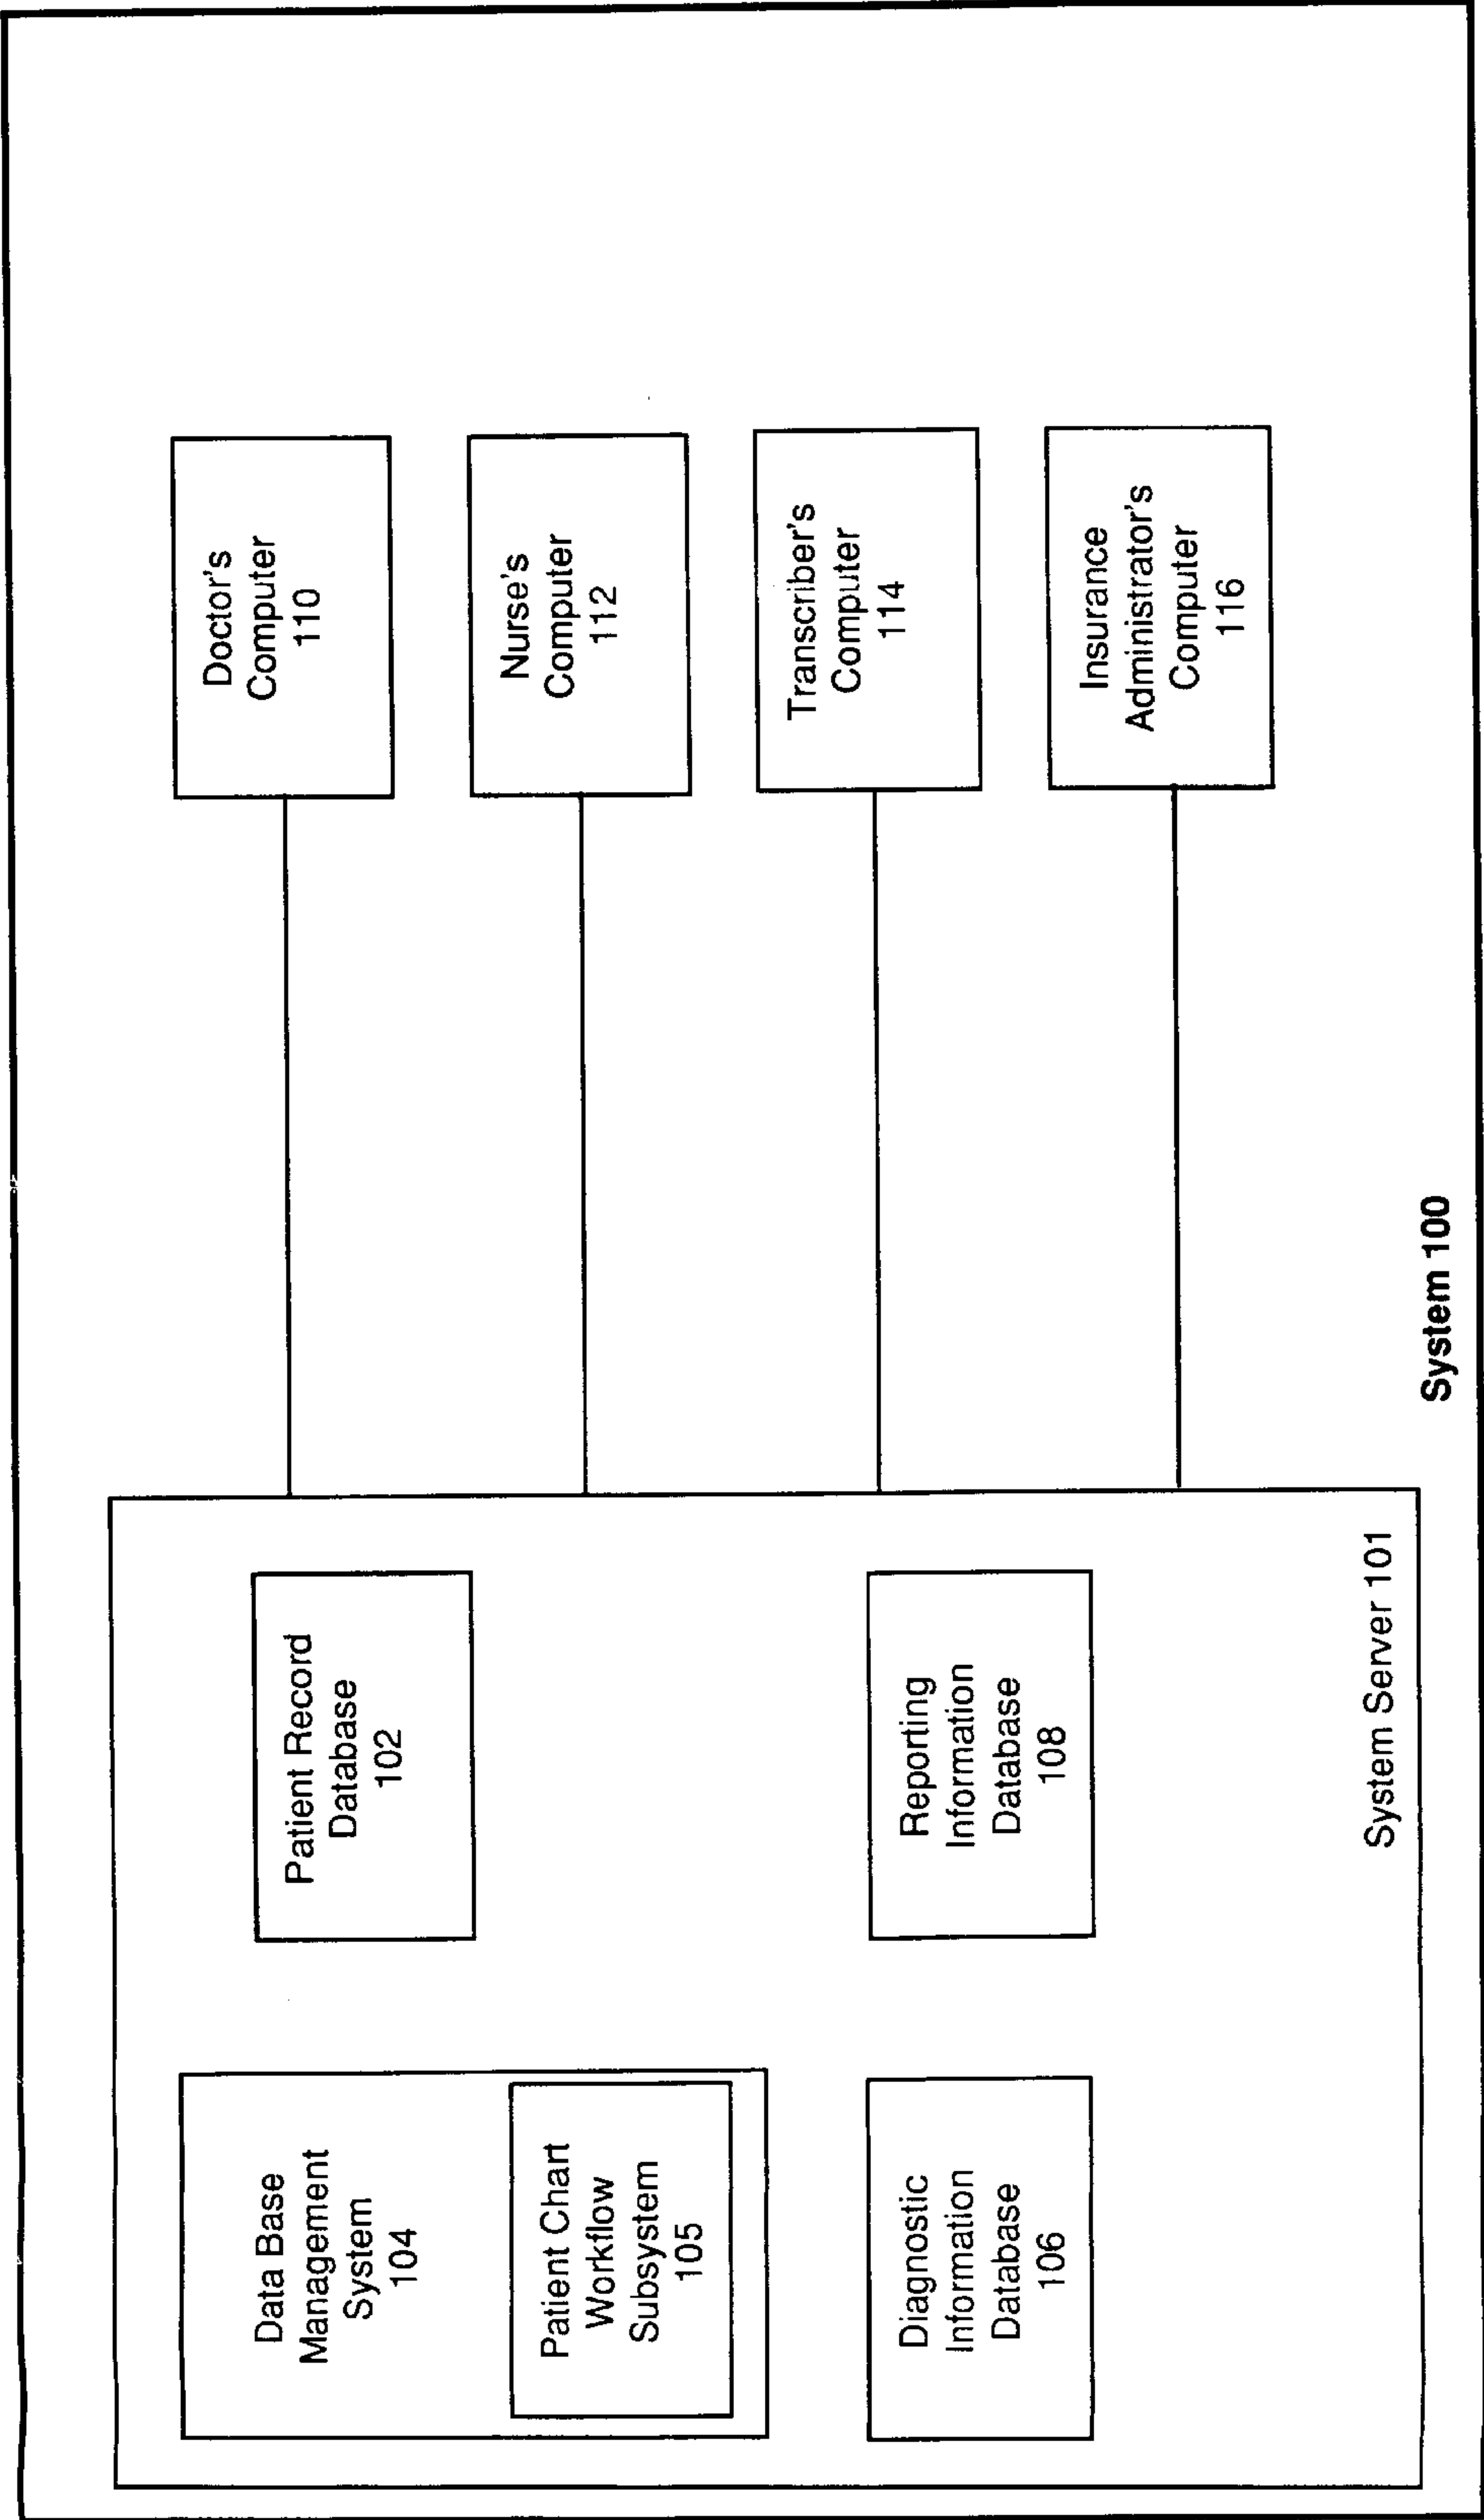 Data Base
Management
System
104
Patient Chart
Workflow
Subsystem
105
Patient Record
Database
102
Diagnostic
Information
Database
106
Reporting
Information
Database
108
System Server 101
Doctor's
Computer
110
Nurse's
Computer
112
Transcriber's
Computer
114
Insurance
Administrator's
Computer
116
System 100